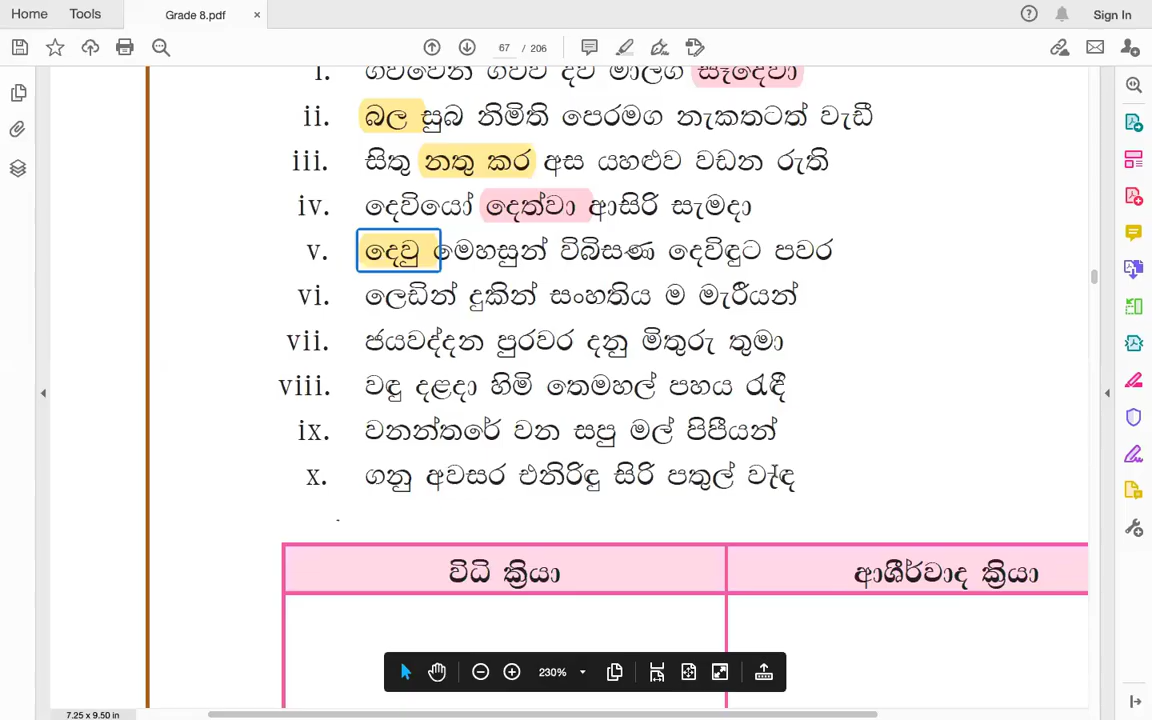 Home Tools Grade 8.pdf × Sign In
67 / 206
i. ගව්වෙන් ගව්ව දිව මාලිග සෑදේවා
ii. බල සුබ නිමිති පෙරමග නැකතටත් වැඩී
iii. සිතු නතු කර අස යහළුව වඩන රුති
iv. දෙවියෝ දෙත්වා ආසිරි සැමදා
v. දෙවු මෙහසුන් විබිසණ දෙවිඳුට පවර
vi. ලෙඩින් දුකින් සංහතිය ම මැරීයන්
vii. ජයවද්දන පුරවර දනු මිතුරු තුමා
viii. වඳු දළදා හිමි තෙමහල් පහය රැඳී
ix. වනන්තරේ වන සපු මල් පිපීයන්
x. ගනු අවසර එනිරිඳු සිරි පතුල් වැඳ
විධි ක්‍රියා ආශීර්වාද ක්‍රියා
230%
7.25 x 9.50 in